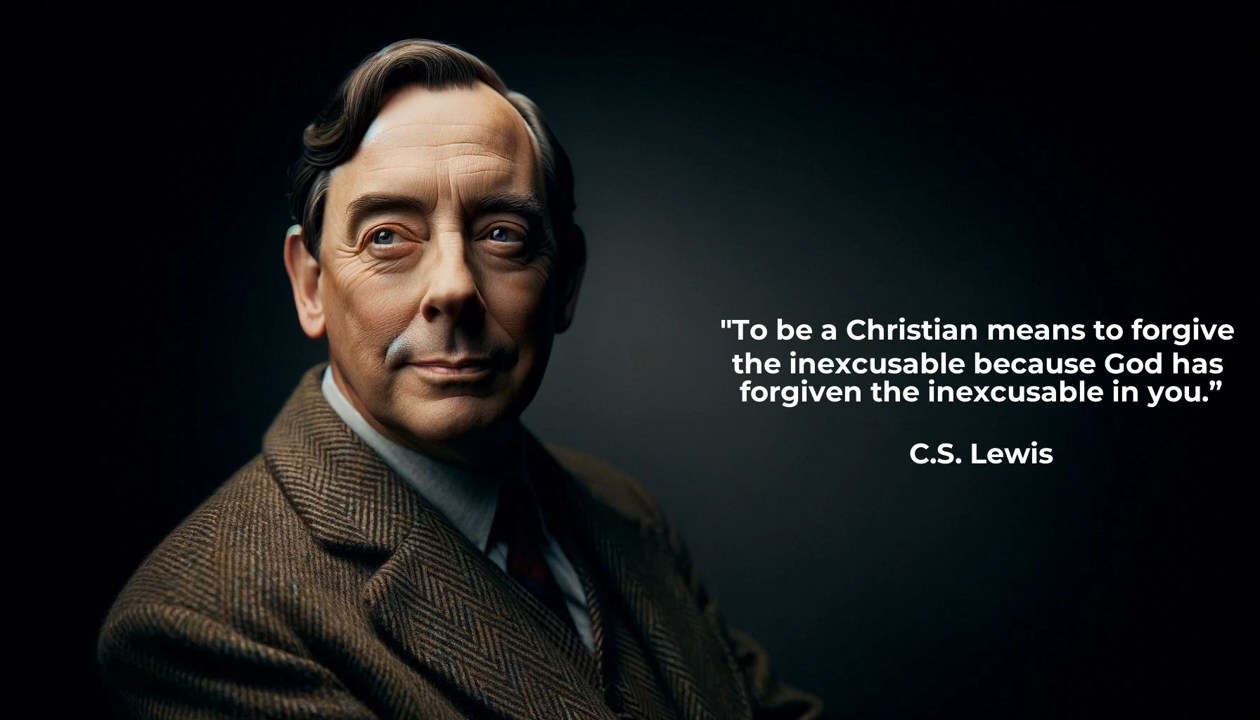 "To be a Christian means to forgive
the inexcusable because God has
forgiven the inexcusable in you.”
C.S. Lewis